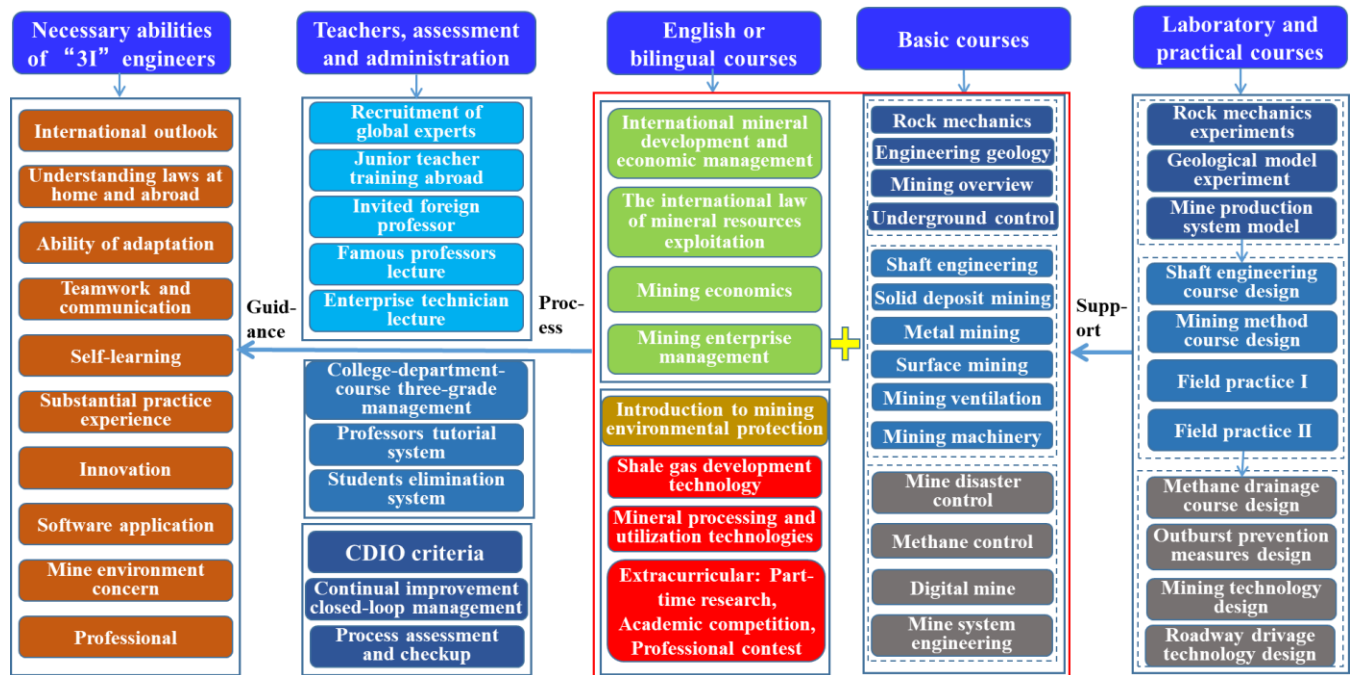 Necessary abilities
of “3I” engineers
International outlook
Understanding laws at
home and abroad
Ability of adaptation
Teamwork and
communication
Self-learning
Substantial practice
experience
Innovation
Software application
Mine environment
concern
Professional
Guid-
ance
Teachers, assessment
and administration
Recruitment of
global experts
Junior teacher
training abroad
Invited foreign
professor
Famous professors
lecture
Enterprise technician
lecture
College-department-
course three-grade
management
Professors tutorial
system
Students elimination
system
CDIO criteria
Continual improvement
closed-loop management
Process assessment
and checkup
Proc-
ess
English or
bilingual courses
International mineral
development and
economic management
The international law
of mineral resources
exploitation
Mining economics
Mining enterprise
management
Introduction to mining
environmental protection
Shale gas development
technology
Mineral processing and
utilization technologies
Extracurricular: Part-
time research,
Academic competition,
Professional contest
Basic courses
Rock mechanics
Engineering geology
Mining overview
Underground control
Shaft engineering
Solid deposit mining
Metal mining
Surface mining
Mining ventilation
Mining machinery
Mine disaster
control
Methane control
Digital mine
Mine system
engineering
Supp-
ort
Laboratory and
practical courses
Rock mechanics
experiments
Geological model
experiment
Mine production
system model
Shaft engineering
course design
Mining method
course design
Field practice I
Field practice II
Methane drainage
course design
Outburst prevention
measures design
Mining technology
design
Roadway drivage
technology design